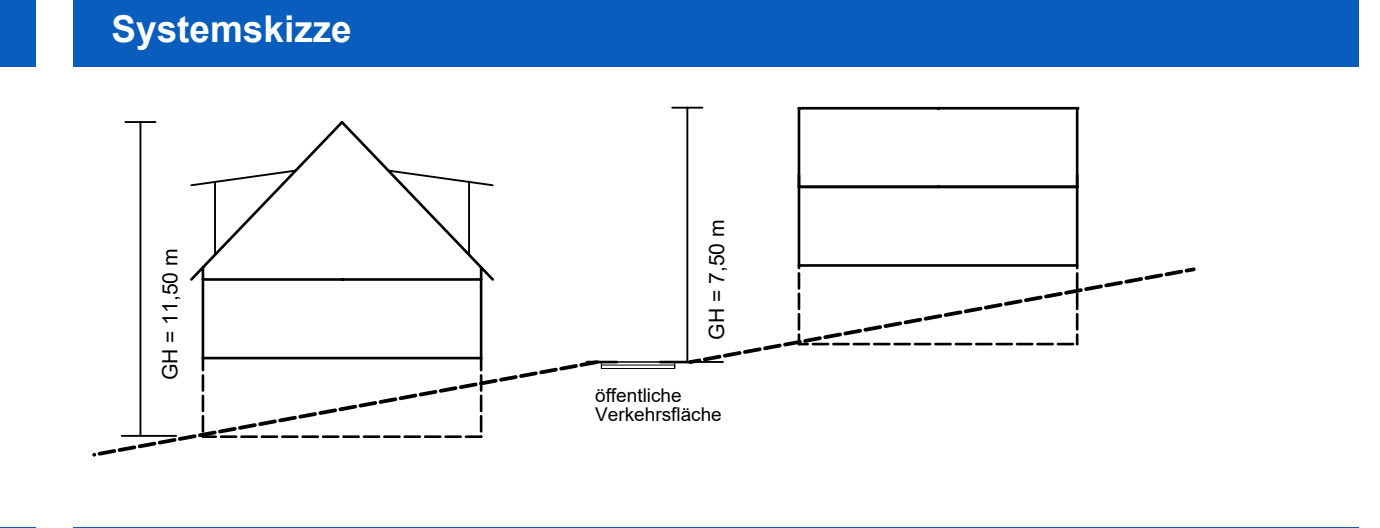 Systemskizze
GH = 11,50 m
GH = 7,50 m
öffentliche
Verkehrsfläche